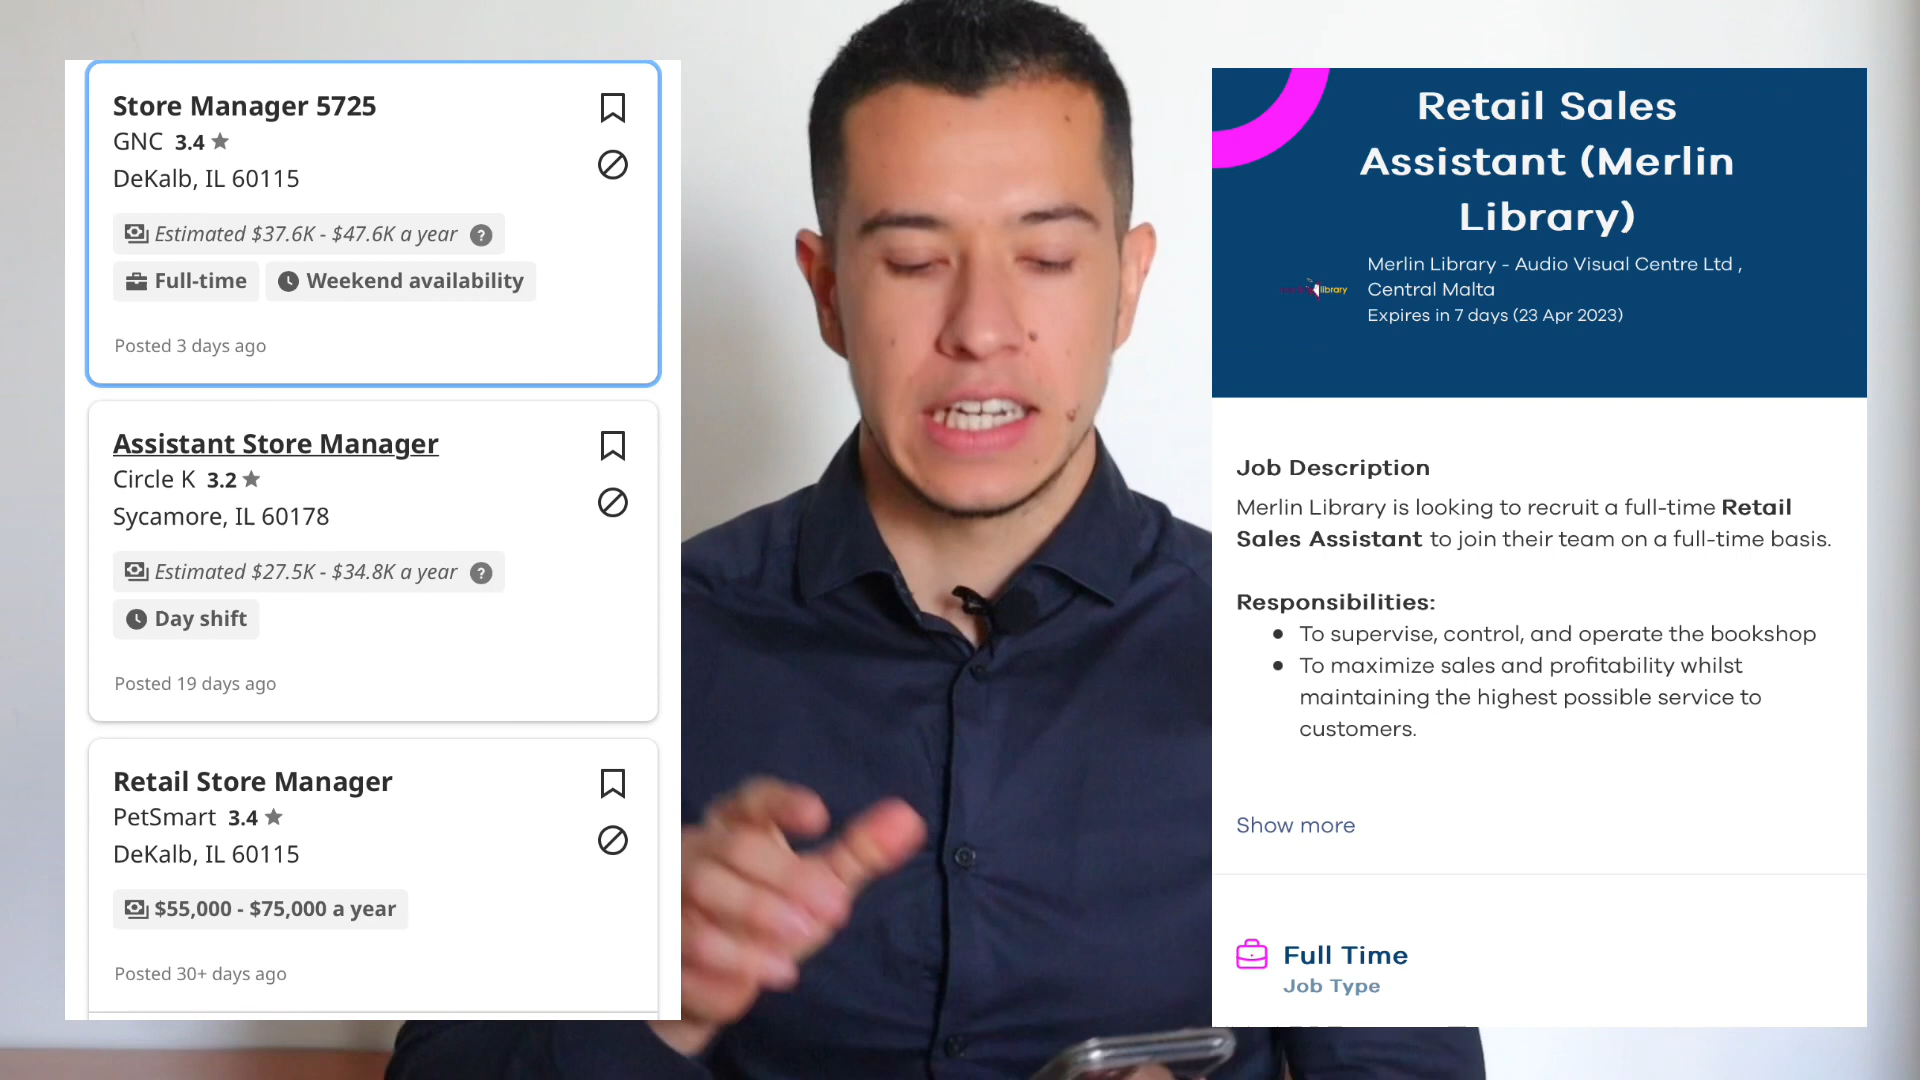 Store Manager 5725
GNC 3.4
DeKalb, IL 60115
Estimated $37.6K - $47.6K a year ?
Full-time
Weekend availability
Posted 3 days ago
Assistant Store Manager
Circle K 3.2
Sycamore, IL 60178
Estimated $27.5K - $34.8K a year ?
Day shift
Posted 19 days ago
Retail Store Manager
PetSmart 3.4
DeKalb, IL 60115
$55,000 - $75,000 a year
Posted 30+ days ago
Retail Sales
Assistant (Merlin
Library)
library
Merlin Library - Audio Visual Centre Ltd ,
Central Malta
Expires in 7 days (23 Apr 2023)
Job Description
Merlin Library is looking to recruit a full-time Retail
Sales Assistant to join their team on a full-time basis.
Responsibilities:
● To supervise, control, and operate the bookshop
● To maximize sales and profitability whilst
maintaining the highest possible service to
customers.
Show more
Full Time
Job Type